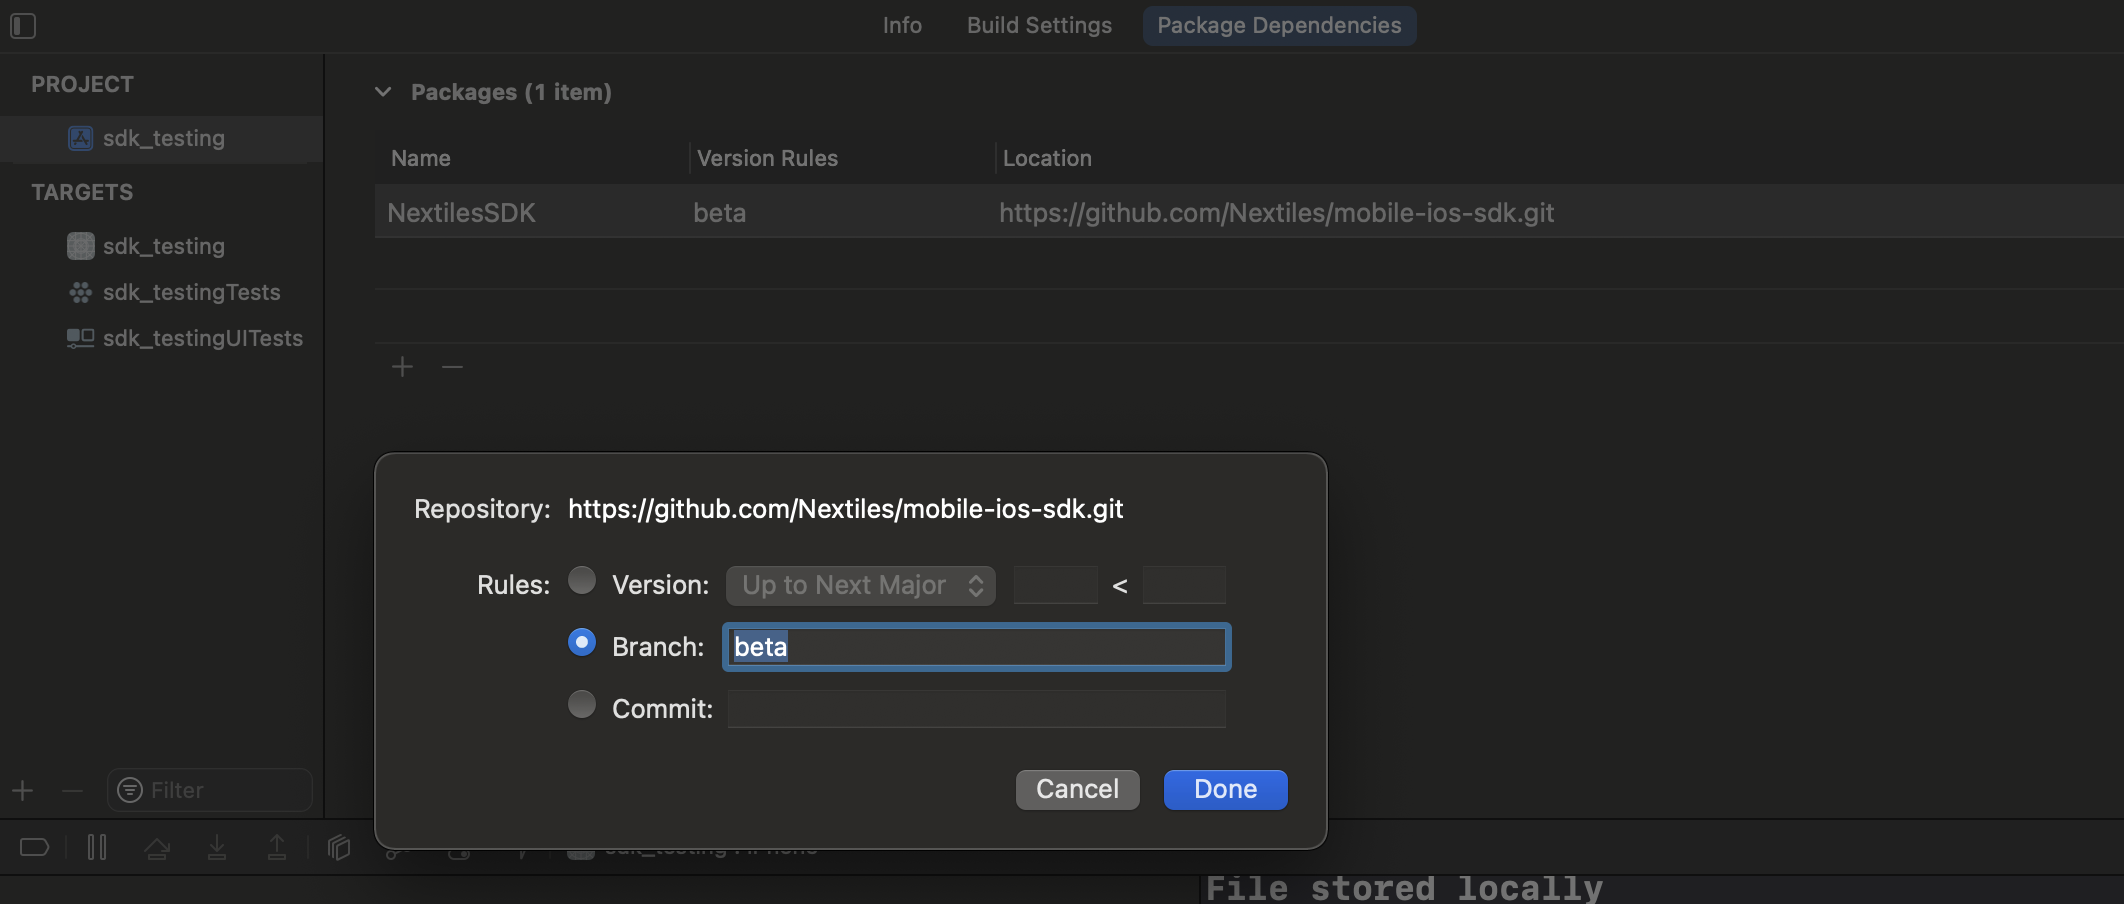 Info Build Settings Package Dependencies
PROJECT
sdk_testing
TARGETS
sdk_testing
sdk_testingTests
sdk_testingUITests
Filter
Packages (1 item)
Name Version Rules Location
NextilesSDK beta https://github.com/Nextiles/mobile-ios-sdk.git
Repository: https://github.com/Nextiles/mobile-ios-sdk.git
Rules: Version: Up to Next Major <
Branch: beta
Commit:
Cancel Done
sdk_testing
File stored locally